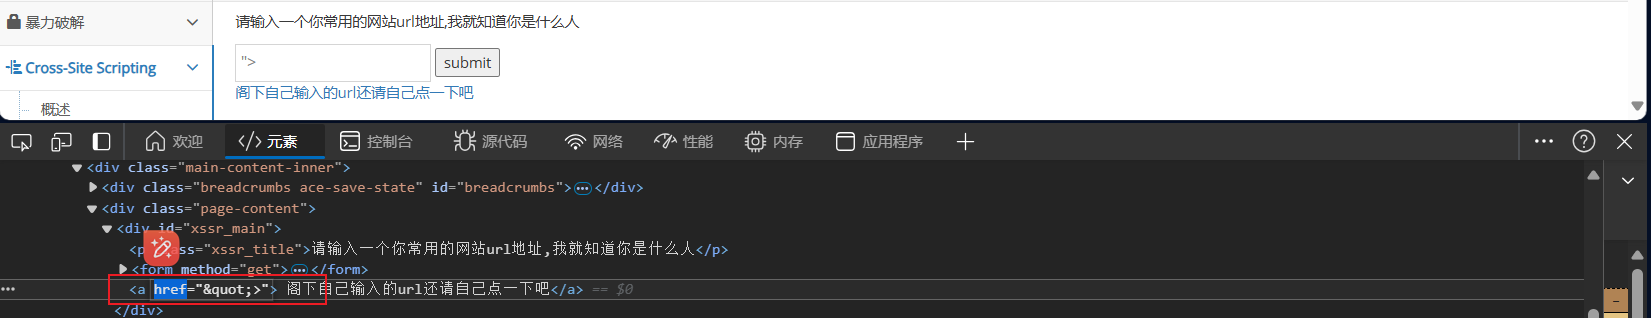 暴力破解
Cross-Site Scripting
概述
请输入一个你常用的网站url地址,我就知道你是什么人
">
submit
阁下自己输入的url还请自己点一下吧
欢迎
</> 元素
控制台
源代码
网络
性能
内存
应用程序
<div class="main-content-inner">
<div class="breadcrumbs ace-save-state" id="breadcrumbs">…</div>
<div class="page-content">
<div id="xssr_main">
<p class="xssr_title">请输入一个你常用的网站url地址,我就知道你是什么人</p>
<form method="get">…</form>
<a href="&quot;>"> 阁下自己输入的url还请自己点一下吧</a> == $0
</div>